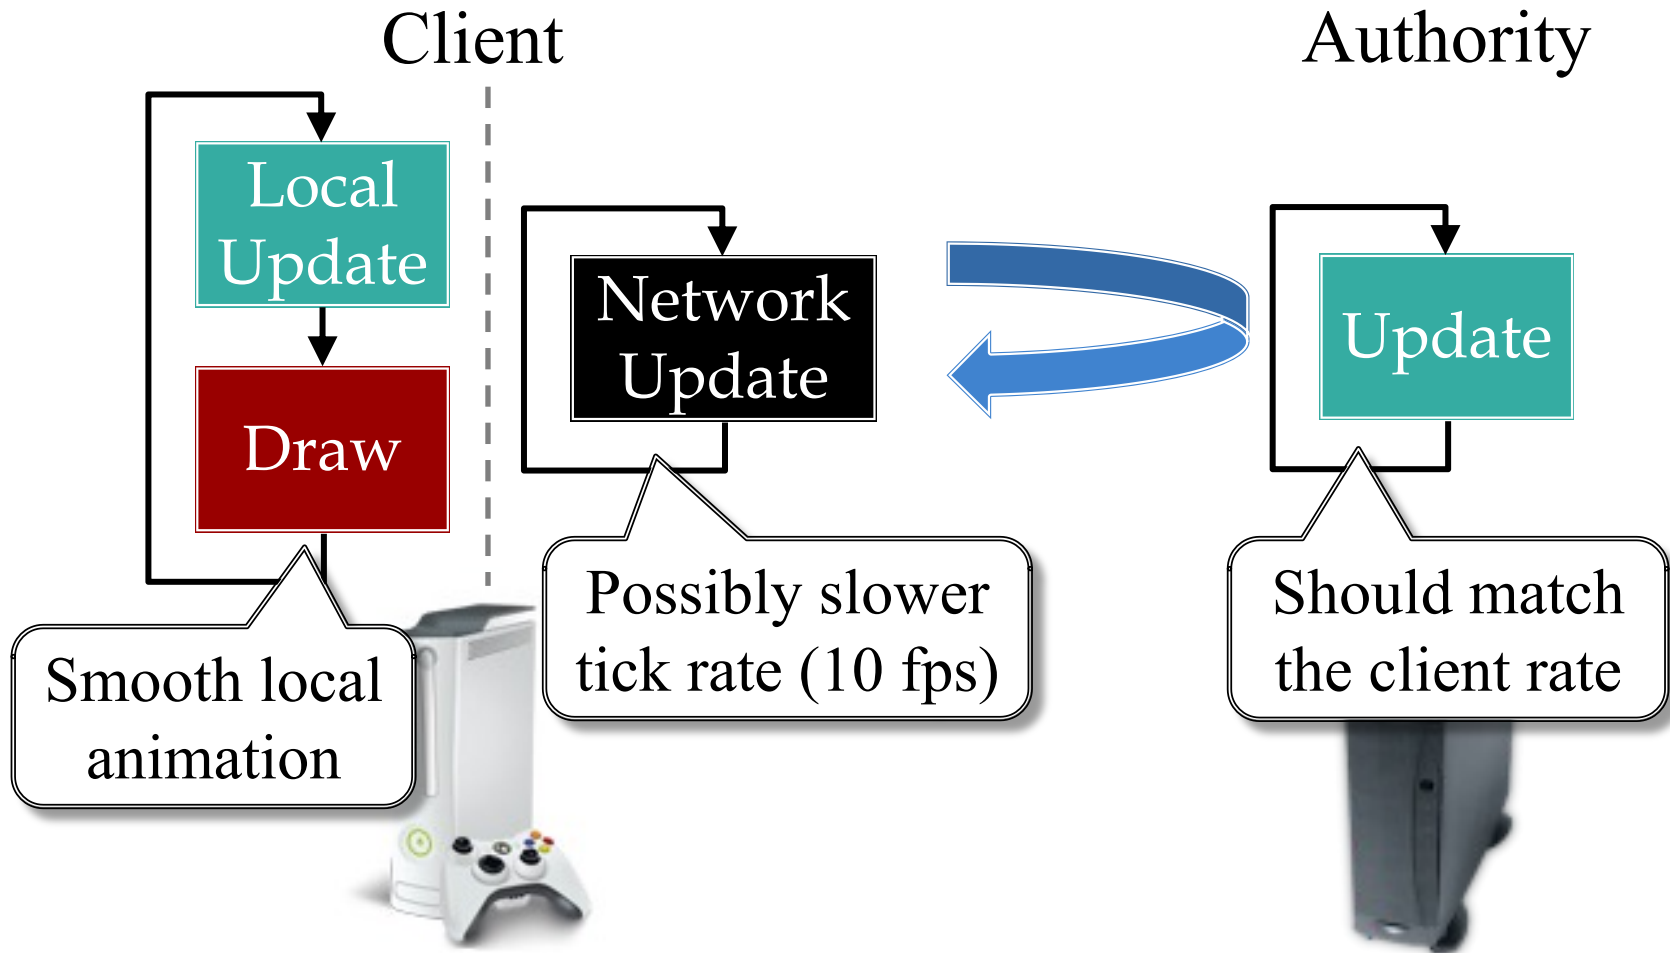 Client
Authority
Local
Update
Draw
Network
Update
Update
Smooth local
animation
Possibly slower
tick rate (10 fps)
Should match
the client rate